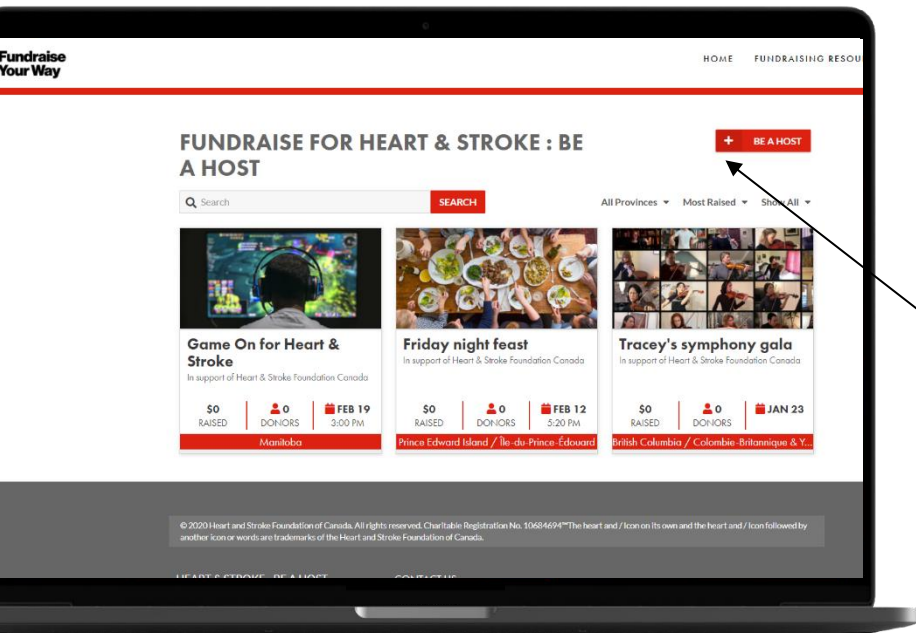 Fundraise
Your Way
HOME FUNDRAISING RESOU
FUNDRAISE FOR HEART & STROKE : BE
A HOST
+ BE A HOST
Search SEARCH All Provinces Most Raised Show All
Game On for Heart &
Stroke
In support of Heart & Stroke Foundation Canada
$0 0 FEB 19
RAISED DONORS 3:00 PM
Manitoba
Friday night feast
In support of Heart & Stroke Foundation Canada
$0 0 FEB 12
RAISED DONORS 5:20 PM
Prince Edward Island / Île-du-Prince-Édouard
Tracey's symphony gala
In support of Heart & Stroke Foundation Canada
$0 0 JAN 23
RAISED DONORS
British Columbia / Colombie-Britannique & Y...
© 2020 Heart and Stroke Foundation of Canada. All rights reserved. Charitable Registration No. 10684694™The heart and / Icon on its own and the heart and / Icon followed by
another icon or words are trademarks of the Heart and Stroke Foundation of Canada.
HEART & STROKE : BE A HOST CONTACT US